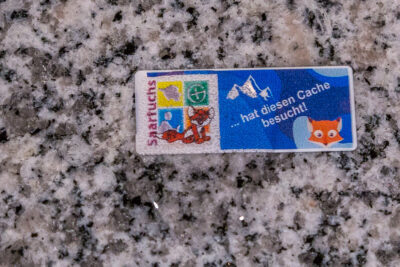 Saarfuchs
... hat diesen Cache
besucht!